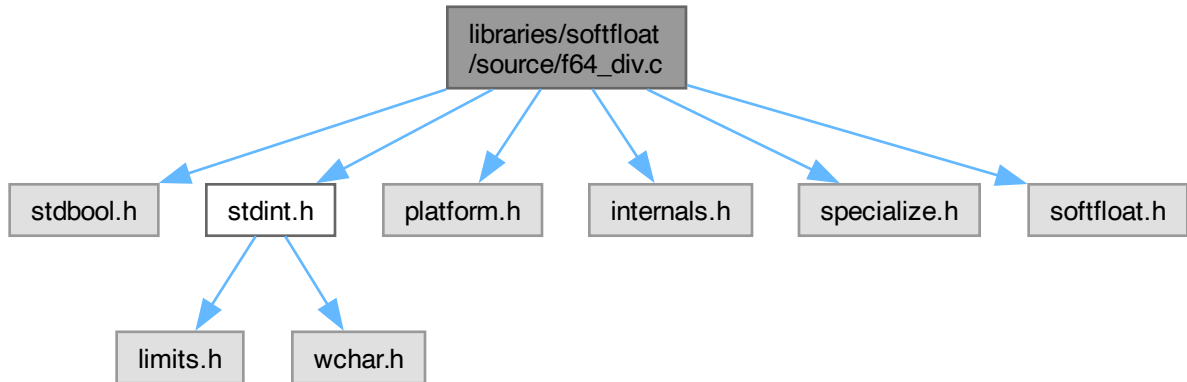 libraries/softfloat
/source/f64_div.c
stdbool.h
stdint.h
platform.h
internals.h
specialize.h
softfloat.h
limits.h
wchar.h